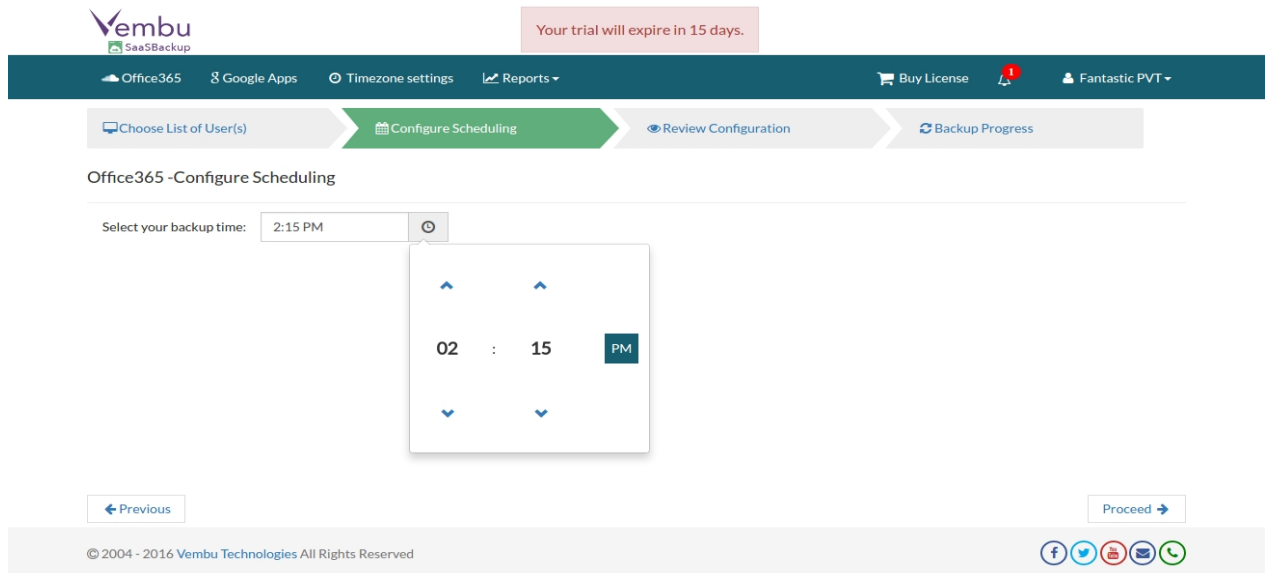 Vembu
SaaSBackup
Your trial will expire in 15 days.
Office365 Google Apps Timezone settings Reports Buy License 1 Fantastic PVT
Choose List of User(s) Configure Scheduling Review Configuration Backup Progress
Office365 -Configure Scheduling
Select your backup time: 2:15 PM
02 : 15 PM
Previous Proceed
© 2004 - 2016 Vembu Technologies All Rights Reserved